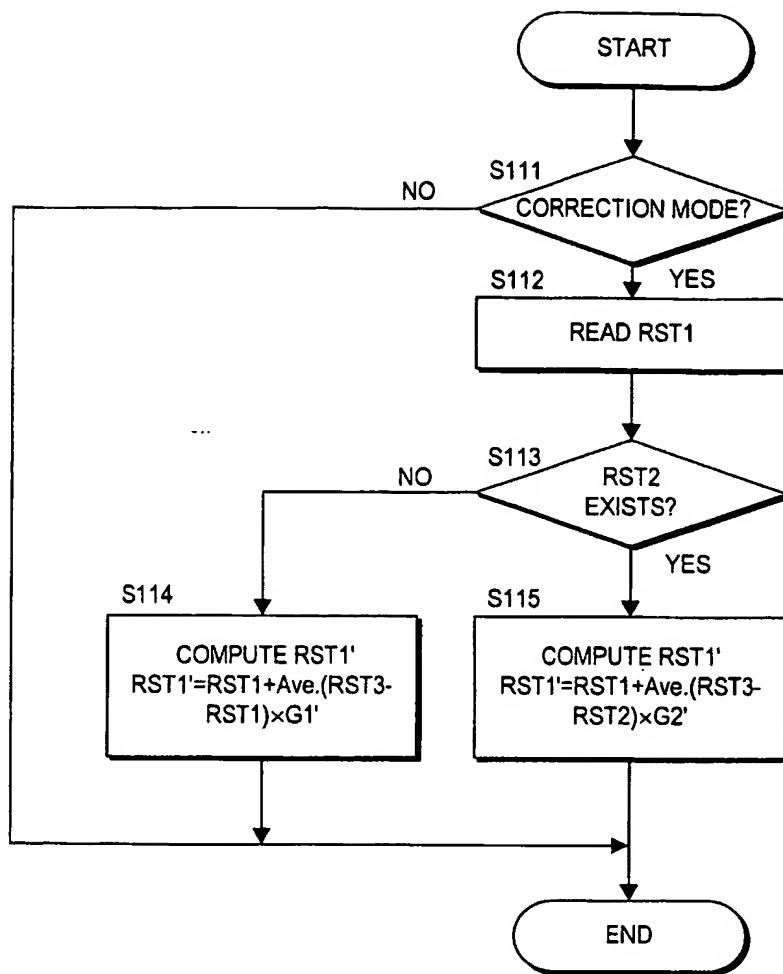 START
S111
NO
CORRECTION MODE?
S112
YES
READ RST1
S113
NO
RST2
EXISTS?
YES
S114
COMPUTE RST1'
RST1'=RST1+Ave.(RST3-
RST1)×G1'
S115
COMPUTE RST1'
RST1'=RST1+Ave.(RST3-
RST2)×G2'
END